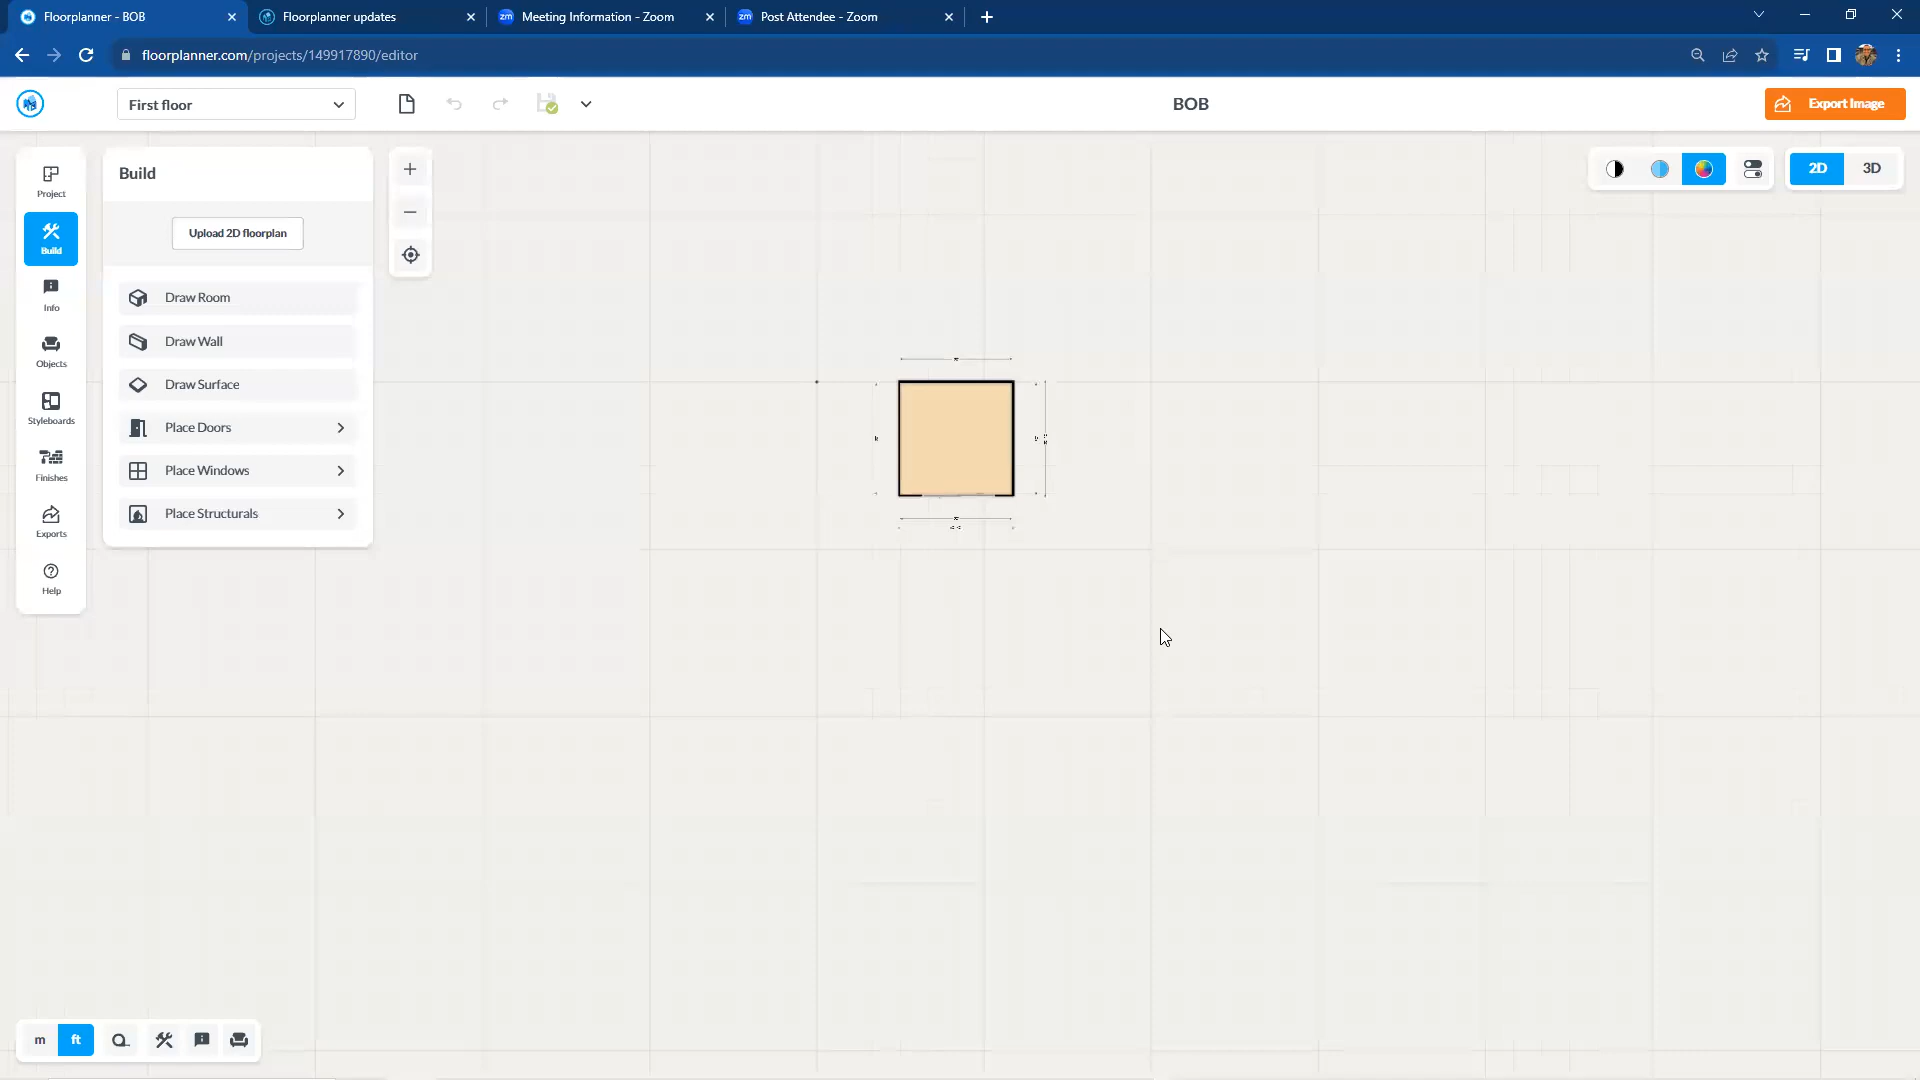 Floorplanner - BOB
Floorplanner updates
zm Meeting Information - Zoom
zm Post Attendee - Zoom
floorplanner.com/projects/149917890/editor
First floor
BOB
Export Image
Project
Build
Info
Objects
Styleboards
Finishes
Exports
Help
Build
Upload 2D floorplan
Draw Room
Draw Wall
Draw Surface
Place Doors
Place Windows
Place Structurals
2D
3D
m
ft